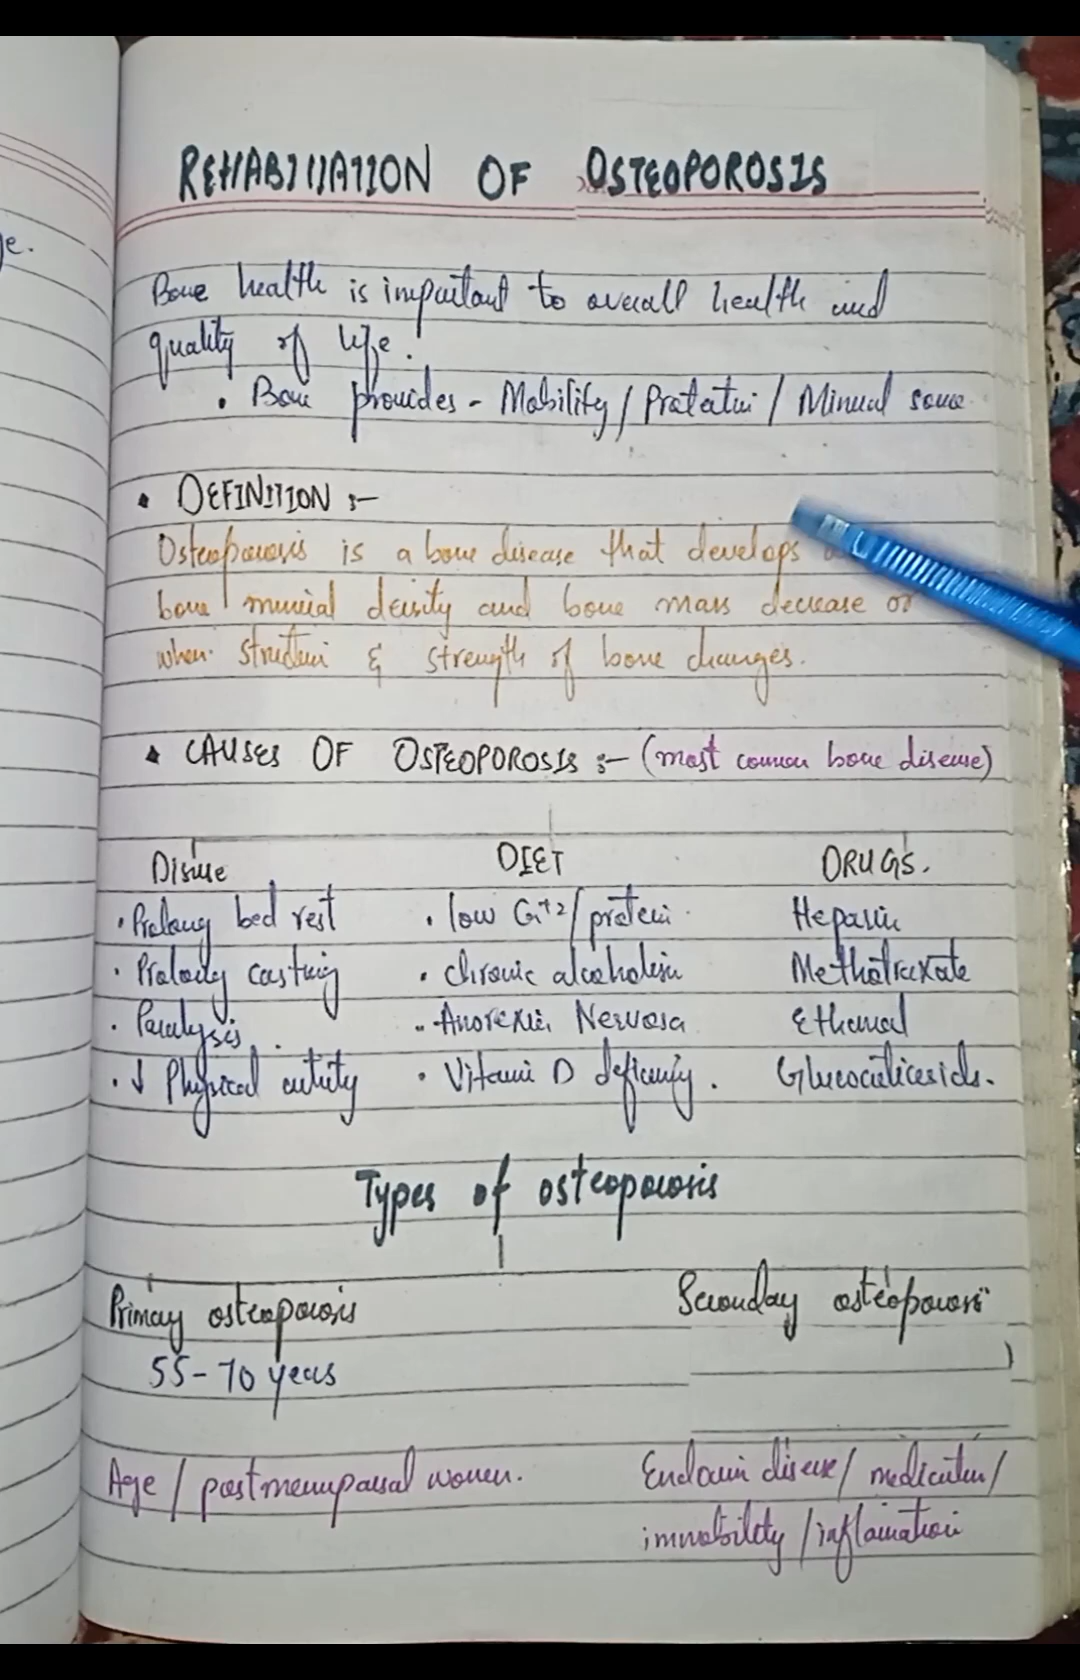 e.
REHABILITATION OF OSTEOPOROSIS
Bone health is important to overall health and
quality of life.
• Bone provides - Mobility / Protection / Mineral source
• DEFINITION :-
Osteoporosis is a bone disease that develops
bone mineral density and bone mass decrease or
when structure & strength of bone changes.
• CAUSES OF OSTEOPOROSIS :- (most common bone disease)
Disuse DIET DRUGS.
• Prolong bed rest • low Ca+2/protein. Heparin
• Prolong casting • chronic alcoholism Methotrexate
• Paralysis. • Anorexia Nervosa Ethanol
• ↓ Physical activity • Vitamin D deficiency. Glucocorticoids.
Types of osteoporosis
Primary osteoporosis Secondary osteoporosis
55-70 years )
Age / postmenopausal women. Endocrin disease/ medication/
immobility / inflamation